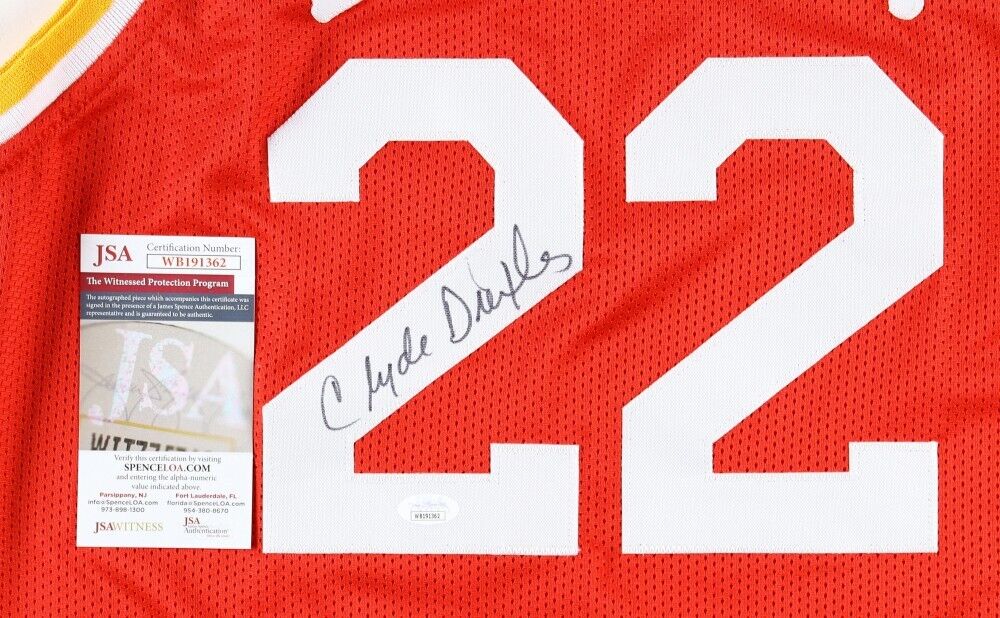 JSA
Certification Number:
WB191362
The Witnessed Protection Program
The autographed piece which accompanies this certificate was
signed in the presence of a James Spence Authentication, LLC
representative and is guaranteed to be authentic.
JSA
Verify this certification by visiting
SPENCELOA.COM
and entering the alpha-numeric
value indicated above.
Parsippany, NJ
info@SpenceLOA.com
973-898-1300
Fort Lauderdale, FL
florida@SpenceLOA.com
954-380-8670
JSAWITNESS
JSA
Authentication
22
Clyde Drexler
WB191362